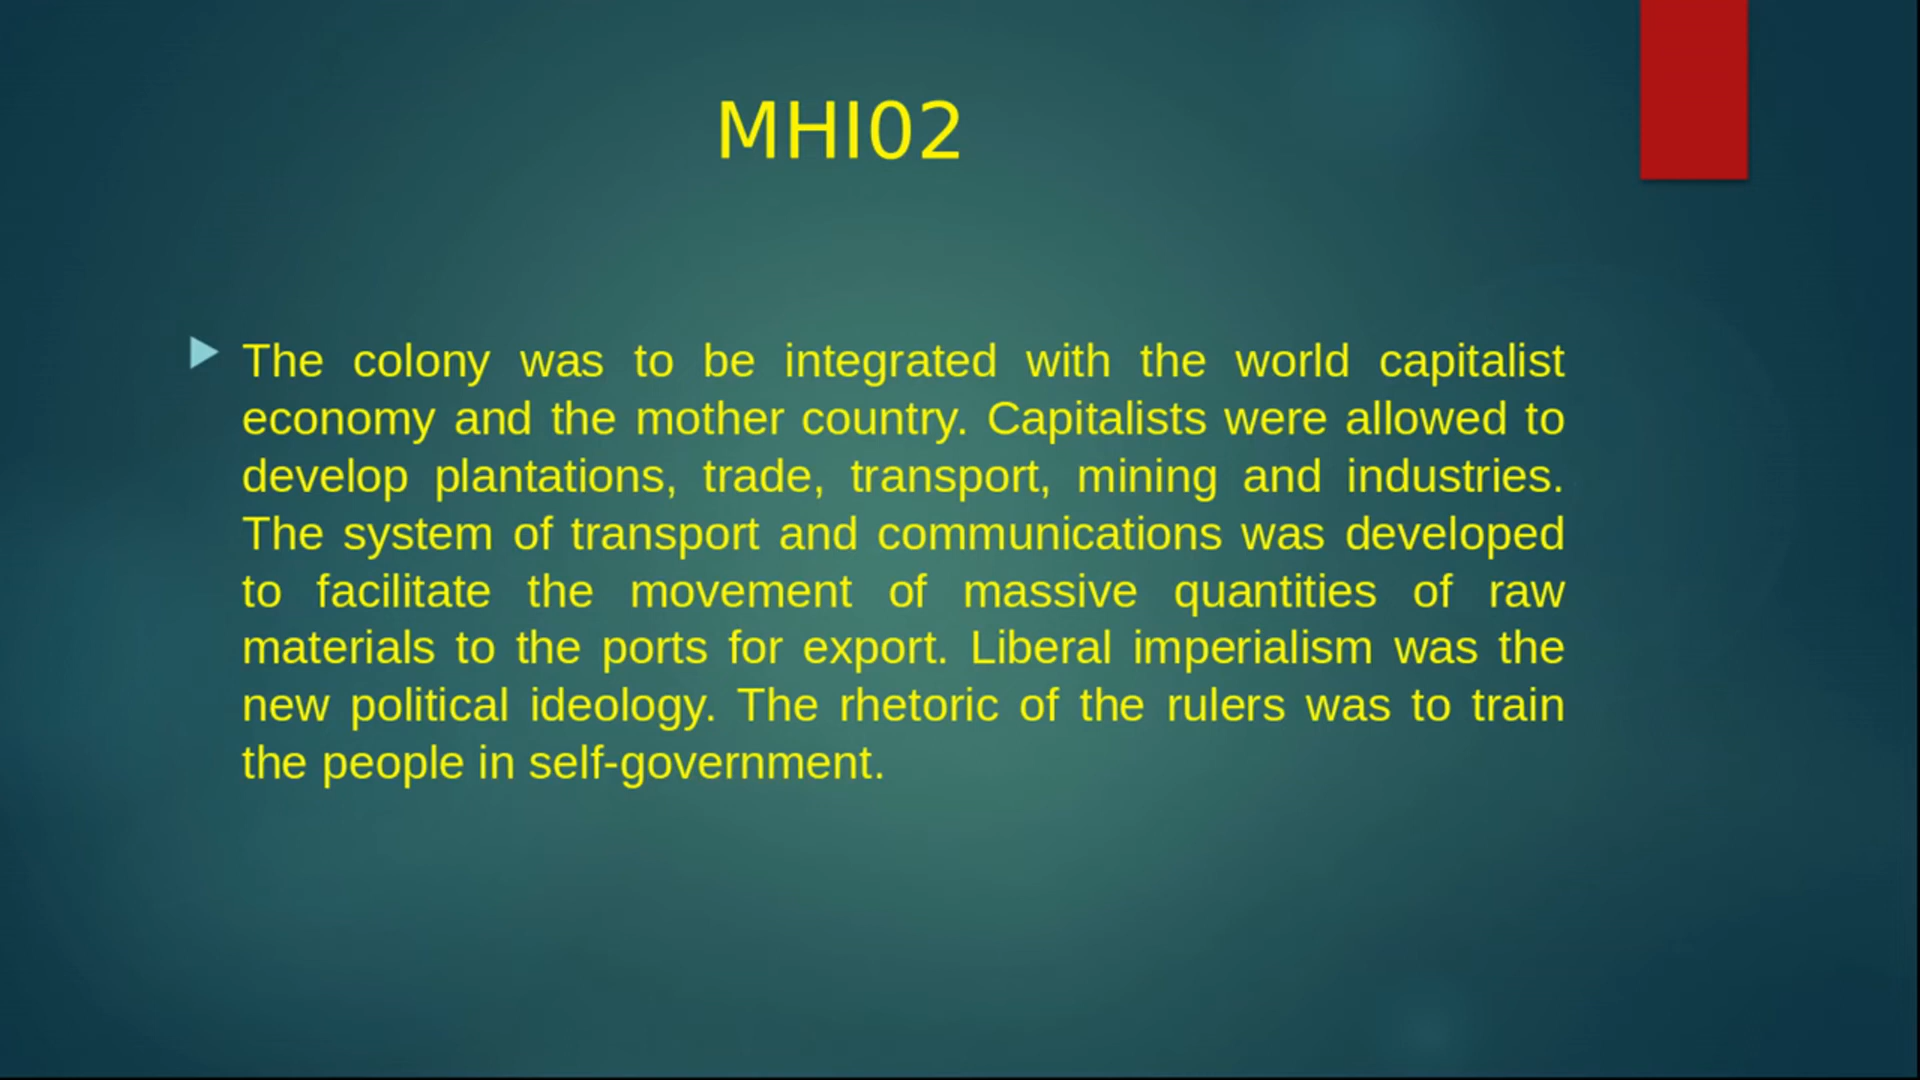 MHI02
The colony was to be integrated with the world capitalist
economy and the mother country. Capitalists were allowed to
develop plantations, trade, transport, mining and industries.
The system of transport and communications was developed
to facilitate the movement of massive quantities of raw
materials to the ports for export. Liberal imperialism was the
new political ideology. The rhetoric of the rulers was to train
the people in self-government.